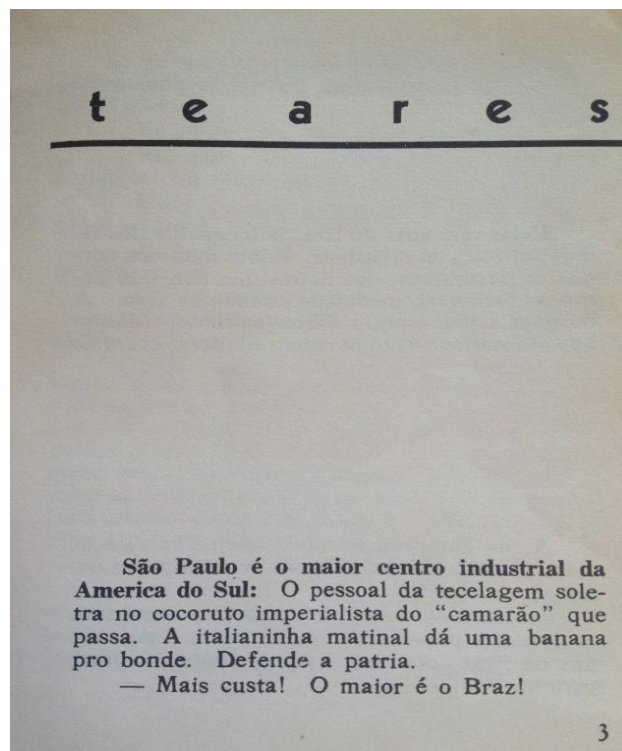 teares
São Paulo é o maior centro industrial da
America do Sul: O pessoal da tecelagem sole-
tra no cocoruto imperialista do “camarão” que
passa. A italianinha matinal dá uma banana
pro bonde. Defende a patria.
— Mais custa! O maior é o Braz!
3